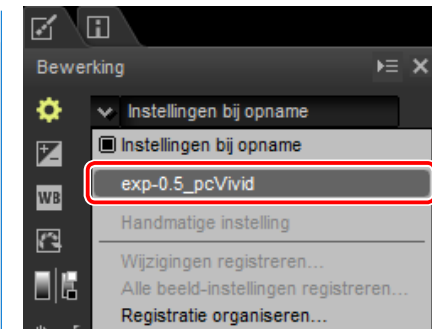 Bewerking
Instellingen bij opname
Instellingen bij opname
exp-0.5_pcVivid
WB
Handmatige instelling
Wijzigingen registreren...
Alle beeld-instellingen registreren...
Registratie organiseren...